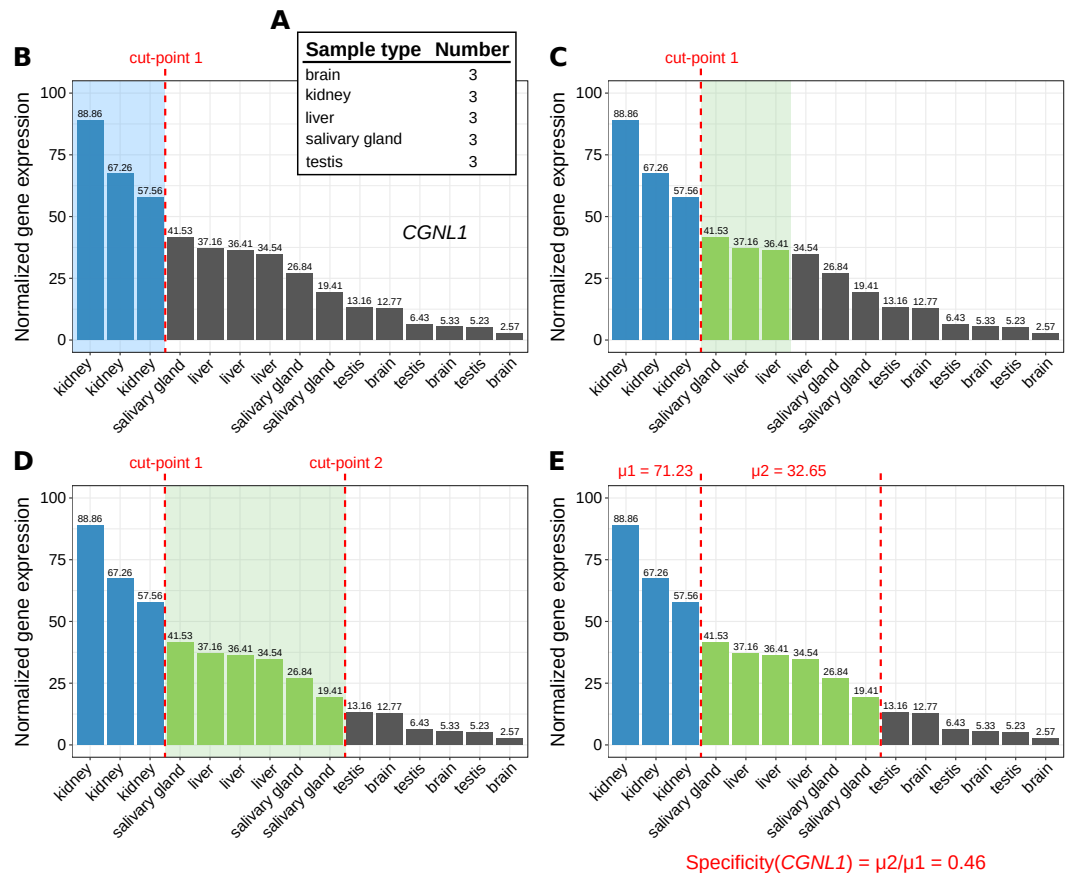 A
Sample type Number
brain 3
kidney 3
liver 3
salivary gland 3
testis 3
B
cut-point 1
Normalized gene expression
100
75
50
25
0
88.86
67.26
57.56
41.53
37.16
36.41
34.54
26.84
19.41
13.16
12.77
6.43
5.33
5.23
2.57
CGNL1
kidney
kidney
kidney
salivary gland
liver
liver
liver
salivary gland
salivary gland
testis
brain
testis
brain
testis
brain
C
cut-point 1
Normalized gene expression
100
75
50
25
0
88.86
67.26
57.56
41.53
37.16
36.41
34.54
26.84
19.41
13.16
12.77
6.43
5.33
5.23
2.57
kidney
kidney
kidney
salivary gland
liver
liver
liver
salivary gland
salivary gland
testis
brain
testis
brain
testis
brain
D
cut-point 1
cut-point 2
Normalized gene expression
100
75
50
25
0
88.86
67.26
57.56
41.53
37.16
36.41
34.54
26.84
19.41
13.16
12.77
6.43
5.33
5.23
2.57
kidney
kidney
kidney
salivary gland
liver
liver
liver
salivary gland
salivary gland
testis
brain
testis
brain
testis
brain
E
μ1 = 71.23
μ2 = 32.65
Normalized gene expression
100
75
50
25
0
88.86
67.26
57.56
41.53
37.16
36.41
34.54
26.84
19.41
13.16
12.77
6.43
5.33
5.23
2.57
kidney
kidney
kidney
salivary gland
liver
liver
liver
salivary gland
salivary gland
testis
brain
testis
brain
testis
brain
Specificity(CGNL1) = μ2/μ1 = 0.46